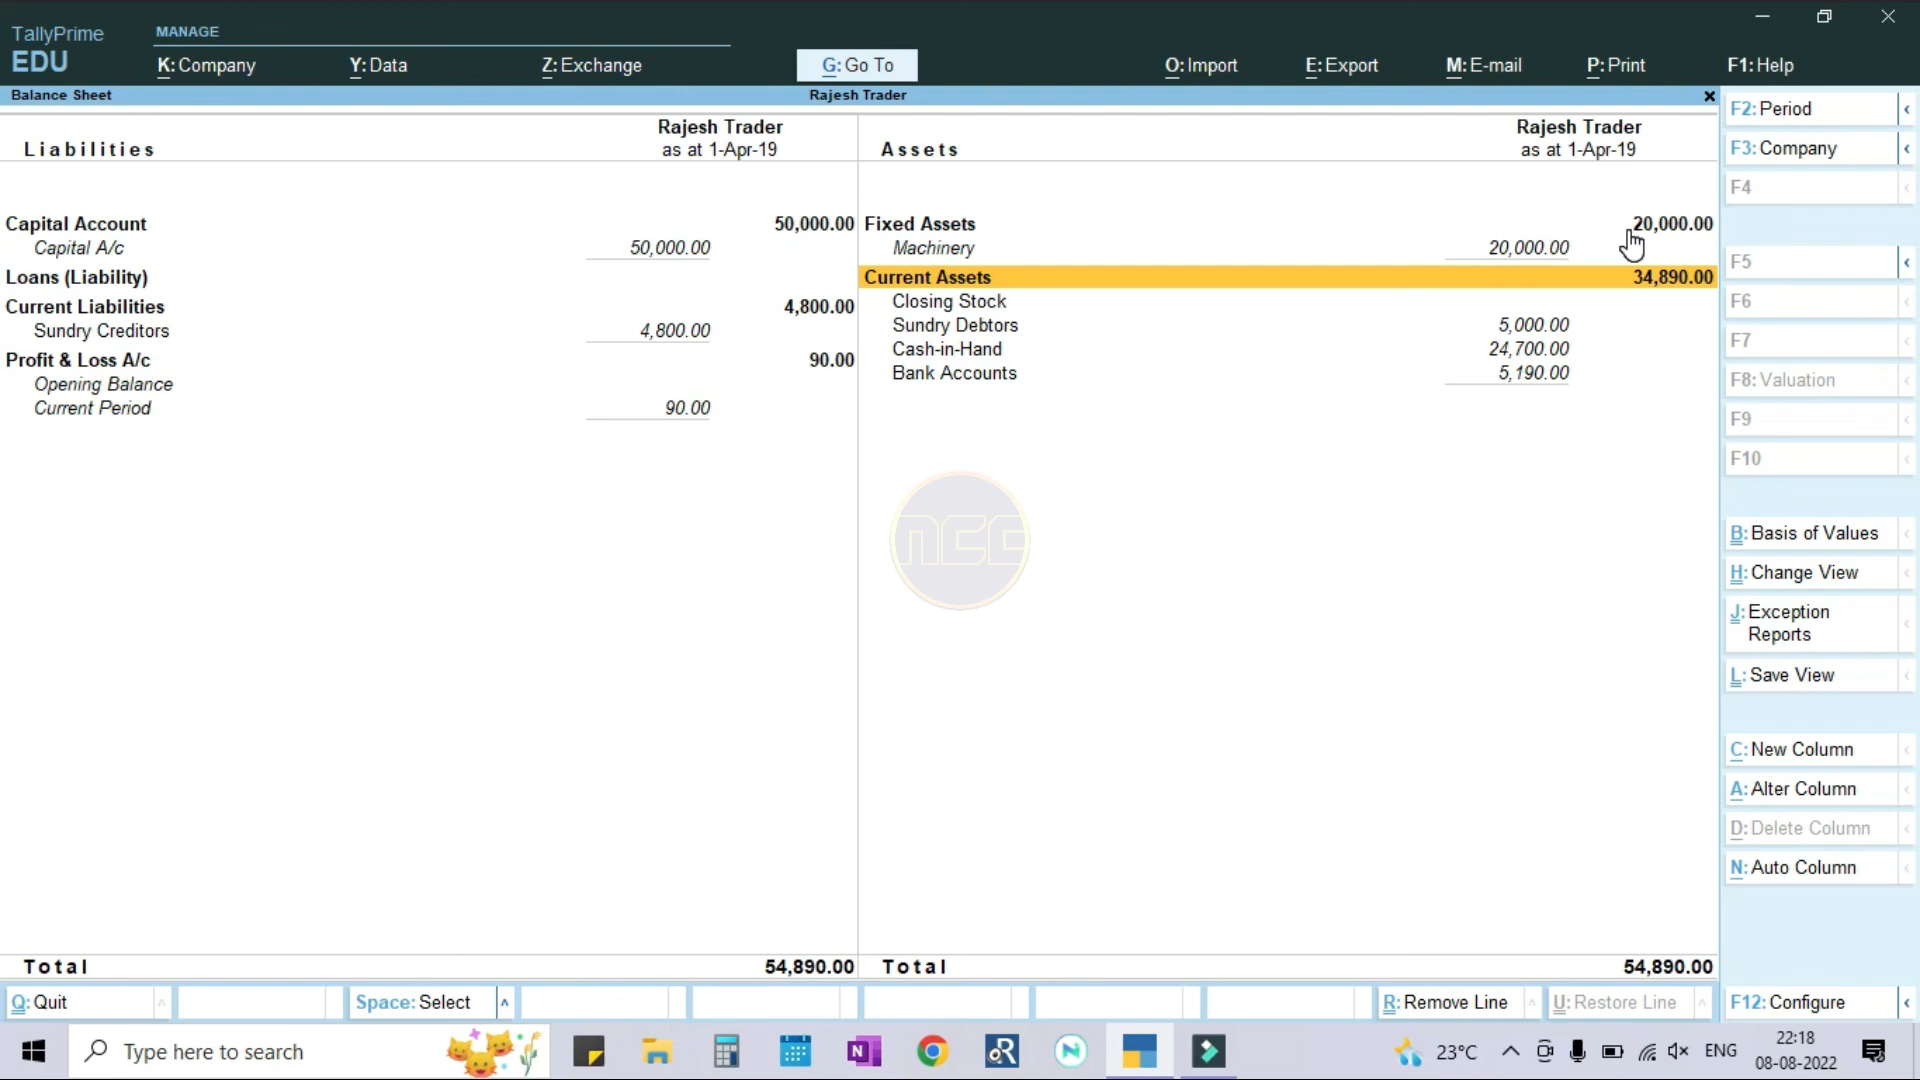 TallyPrime
EDU
MANAGE
K: Company
Y: Data
Z: Exchange
G: Go To
O: Import
E: Export
M: E-mail
P: Print
F1: Help
Balance Sheet
Rajesh Trader
Liabilities
Rajesh Trader
as at 1-Apr-19
Assets
Rajesh Trader
as at 1-Apr-19
Capital Account 50,000.00
Capital A/c 50,000.00
Loans (Liability)
Current Liabilities 4,800.00
Sundry Creditors 4,800.00
Profit & Loss A/c 90.00
Opening Balance
Current Period 90.00
Fixed Assets 20,000.00
Machinery 20,000.00
Current Assets 34,890.00
Closing Stock
Sundry Debtors 5,000.00
Cash-in-Hand 24,700.00
Bank Accounts 5,190.00
NCC
Total 54,890.00
Total 54,890.00
F2: Period
F3: Company
F4
F5
F6
F7
F8: Valuation
F9
F10
B: Basis of Values
H: Change View
J: Exception
Reports
L: Save View
C: New Column
A: Alter Column
D: Delete Column
N: Auto Column
Q: Quit
Space: Select
R: Remove Line
U: Restore Line
F12: Configure
Type here to search
23°C
ENG
22:18
08-08-2022